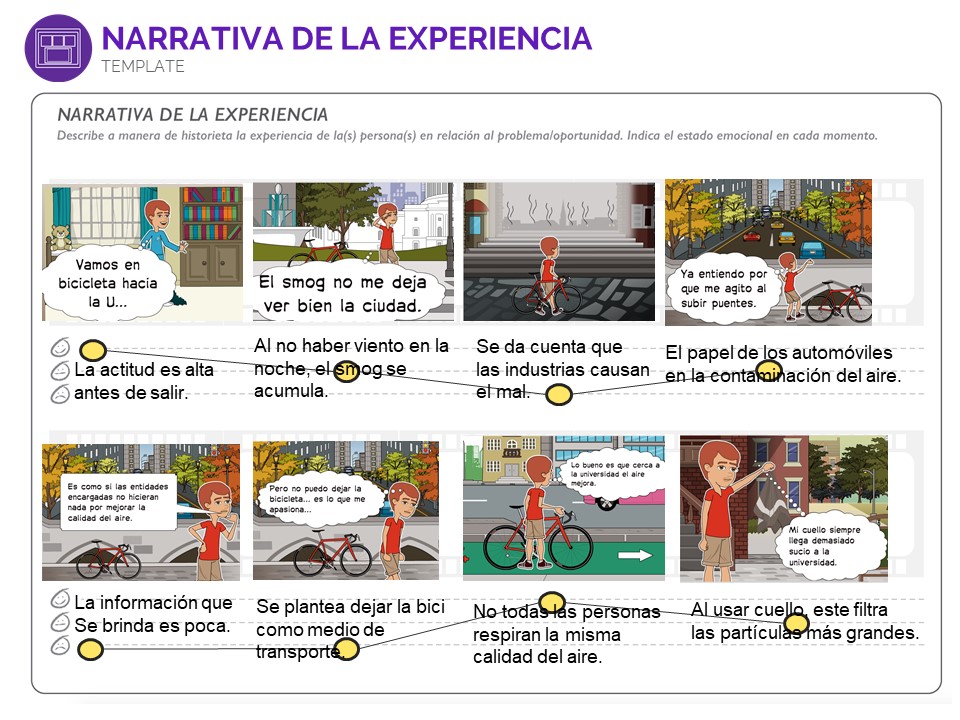 NARRATIVA DE LA EXPERIENCIA
TEMPLATE
NARRATIVA DE LA EXPERIENCIA
Describe a manera de historieta la experiencia de la(s) persona(s) en relación al problema/oportunidad. Indica el estado emocional en cada momento.
Vamos en
bicicleta hacia
la U...
El smog no me deja
ver bien la ciudad.
Ya entiendo por
que me agito al
subir puentes.
La actitud es alta
antes de salir.
Al no haber viento en la
noche, el smog se
acumula.
Se da cuenta que
las industrias causan
el mal.
El papel de los automóviles
en la contaminación del aire.
Es como si las entidades
encargadas no hicieran
nada por mejorar la
calidad del aire.
Pero no puedo dejar la
bicicleta... es lo que me
apasiona...
Lo bueno es que cerca a
la universidad el aire
mejora.
Mi cuello siempre
llega demasiado
sucio a la
universidad.
La información que
Se brinda es poca.
Se plantea dejar la bici
como medio de
transporte.
No todas las personas
respiran la misma
calidad del aire.
Al usar cuello, este filtra
las partículas más grandes.